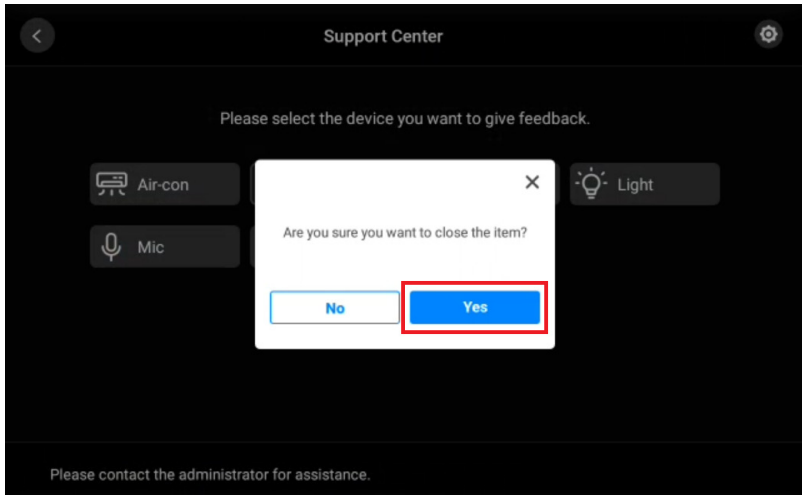 Support Center
Please select the device you want to give feedback.
Air-con
Light
Mic
Are you sure you want to close the item?
No
Yes
Please contact the administrator for assistance.